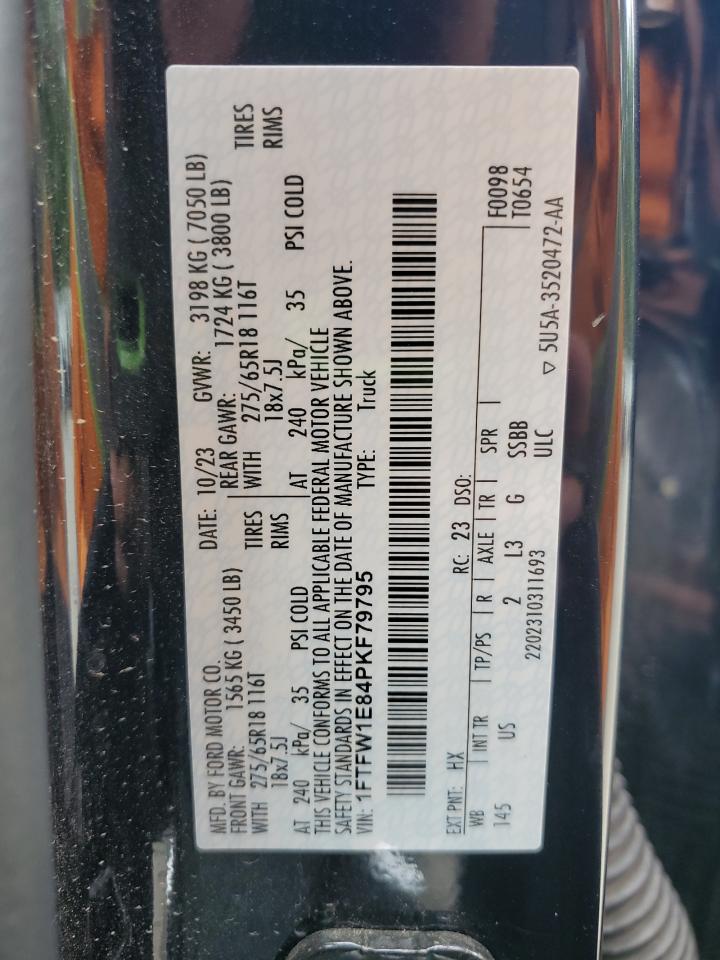 MFD. BY FORD MOTOR CO. DATE: 10/23 GVWR: 3198 KG ( 7050 LB)
FRONT GAWR: 1565 KG ( 3450 LB) REAR GAWR: 1724 KG ( 3800 LB)
WITH 275/65R18 116T TIRES WITH 275/65R18 116T TIRES
18x7.5J RIMS 18x7.5J RIMS
AT 240 kPa/ 35 PSI COLD AT 240 kPa/ 35 PSI COLD
THIS VEHICLE CONFORMS TO ALL APPLICABLE FEDERAL MOTOR VEHICLE
SAFETY STANDARDS IN EFFECT ON THE DATE OF MANUFACTURE SHOWN ABOVE.
VIN: 1FTFW1E84PKF79795 TYPE: Truck
EXT PNT: HX RC: 23 DSO:
WB INT TR TP/PS R AXLE TR SPR F0098
145 US 2 L3 G SSBB T0654
ULC
2202310311693 ▽ 5U5A-3520472-AA